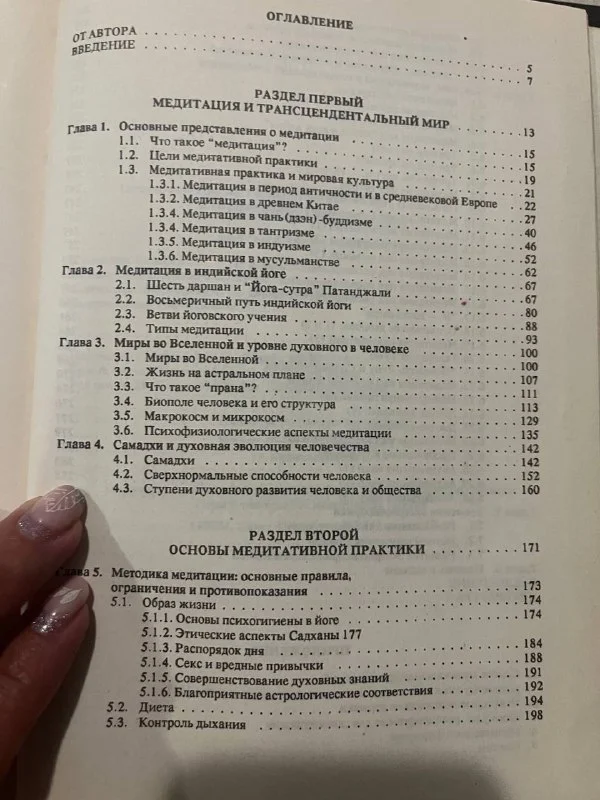 ОГЛАВЛЕНИЕ
ОТ АВТОРА . . . 5
ВВЕДЕНИЕ . . . 7
РАЗДЕЛ ПЕРВЫЙ
МЕДИТАЦИЯ И ТРАНСЦЕНДЕНТАЛЬНЫЙ МИР . . . 13
Глава 1. Основные представления о медитации . . . 15
1.1. Что такое "медитация"? . . . 15
1.2. Цели медитативной практики . . . 19
1.3. Медитативная практика и мировая культура . . . 21
1.3.1. Медитация в период античности и в средневековой Европе . . . 22
1.3.2. Медитация в древнем Китае . . . 27
1.3.4. Медитация в чань(дзэн)-буддизме . . . 40
1.3.4. Медитация в тантризме . . . 46
1.3.5. Медитация в индуизме . . . 52
1.3.6. Медитация в мусульманстве . . . 62
Глава 2. Медитация в индийской йоге . . . 67
2.1. Шесть даршан и "Йога-сутра" Патанджали . . . 67
2.2. Восьмеричный путь индийской йоги . . . 80
2.3. Ветви йоговского учения . . . 88
2.4. Типы медитации . . . 93
Глава 3. Миры во Вселенной и уровне духовного в человеке . . . 100
3.1. Миры во Вселенной . . . 100
3.2. Жизнь на астральном плане . . . 107
3.3. Что такое "прана"? . . . 111
3.4. Биополе человека и его структура . . . 113
3.5. Макрокосм и микрокосм . . . 129
3.6. Психофизиологические аспекты медитации . . . 135
Глава 4. Самадхи и духовная эволюция человечества . . . 142
4.1. Самадхи . . . 142
4.2. Сверхнормальные способности человека . . . 152
4.3. Ступени духовного развития человека и общества . . . 160
РАЗДЕЛ ВТОРОЙ
ОСНОВЫ МЕДИТАТИВНОЙ ПРАКТИКИ . . . 171
Глава 5. Методика медитации: основные правила,
ограничения и противопоказания . . . 173
5.1. Образ жизни . . . 174
5.1.1. Основы психогигиены в йоге . . . 174
5.1.2. Этические аспекты Садханы 177
5.1.3. Распорядок дня . . . 184
5.1.4. Секс и вредные привычки . . . 188
5.1.5. Совершенствование духовных знаний . . . 191
5.1.6. Благоприятные астрологические соответствия . . . 192
5.2. Диета . . . 194
5.3. Контроль дыхания . . . 198